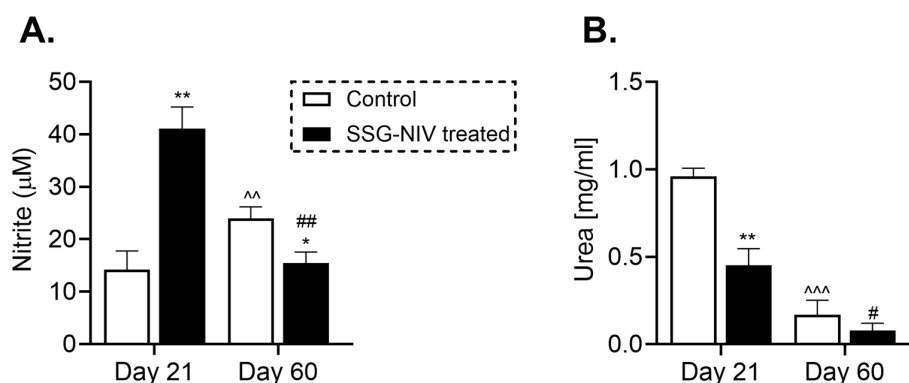 A.
Nitrite (μM)
50
40
30
20
10
0
**
^^
##
*
Day 21
Day 60
Control
SSG-NIV treated
B.
Urea [mg/ml]
1.5
1.0
0.5
0.0
**
^^^
#
Day 21
Day 60